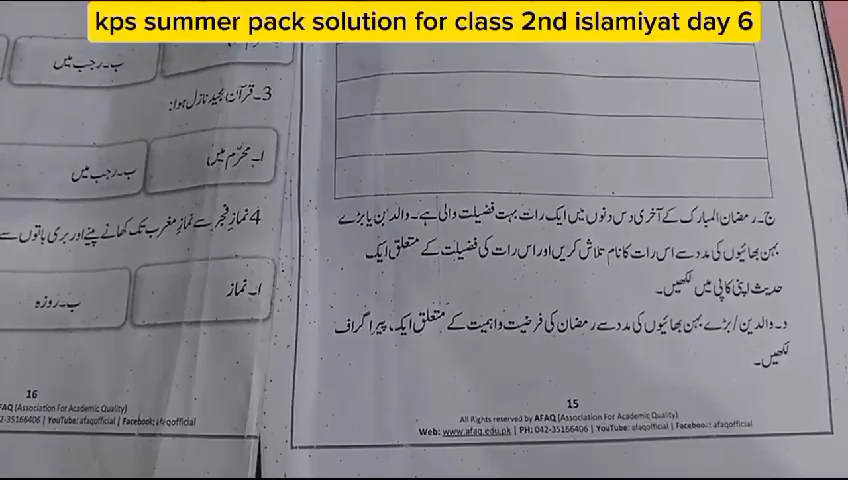 kps summer pack solution for class 2nd islamiyat day 6
ج۔ رمضان المبارک کے آخری دس دنوں میں ایک رات بہت فضیلت والی ہے۔ والدین یا بڑے
بہن بھائیوں کی مدد سے اس رات کا نام تلاش کریں اور اس رات کی فضیلت کے متعلق ایک
حدیث اپنی کاپی میں لکھیں۔
د۔ والدین/ بڑے بہن بھائیوں کی مدد سے رمضان کی فرضیت و اہمیت کے متعلق ایک پیراگراف
لکھیں۔
15
All Rights reserved by AFAQ (Association For Academic Quality)
Web: www.afaq.edu.pk | PH: 042-35166406 | YouTube: afaqofficial | Facebook: afaqofficial
ب۔ رجب میں
3۔ قرآن مجید نازل ہوا:
ا۔ محرّم میں
ب۔ رجب میں
4 نمازِ فجر سے نمازِ مغرب تک کھانے پینے اور بری باتوں سے
ا۔ نماز
ب۔ روزہ
16
FAQ (Association For Academic Quality)
2-35166406 | YouTube: afaqofficial | Facebook: afaqofficial